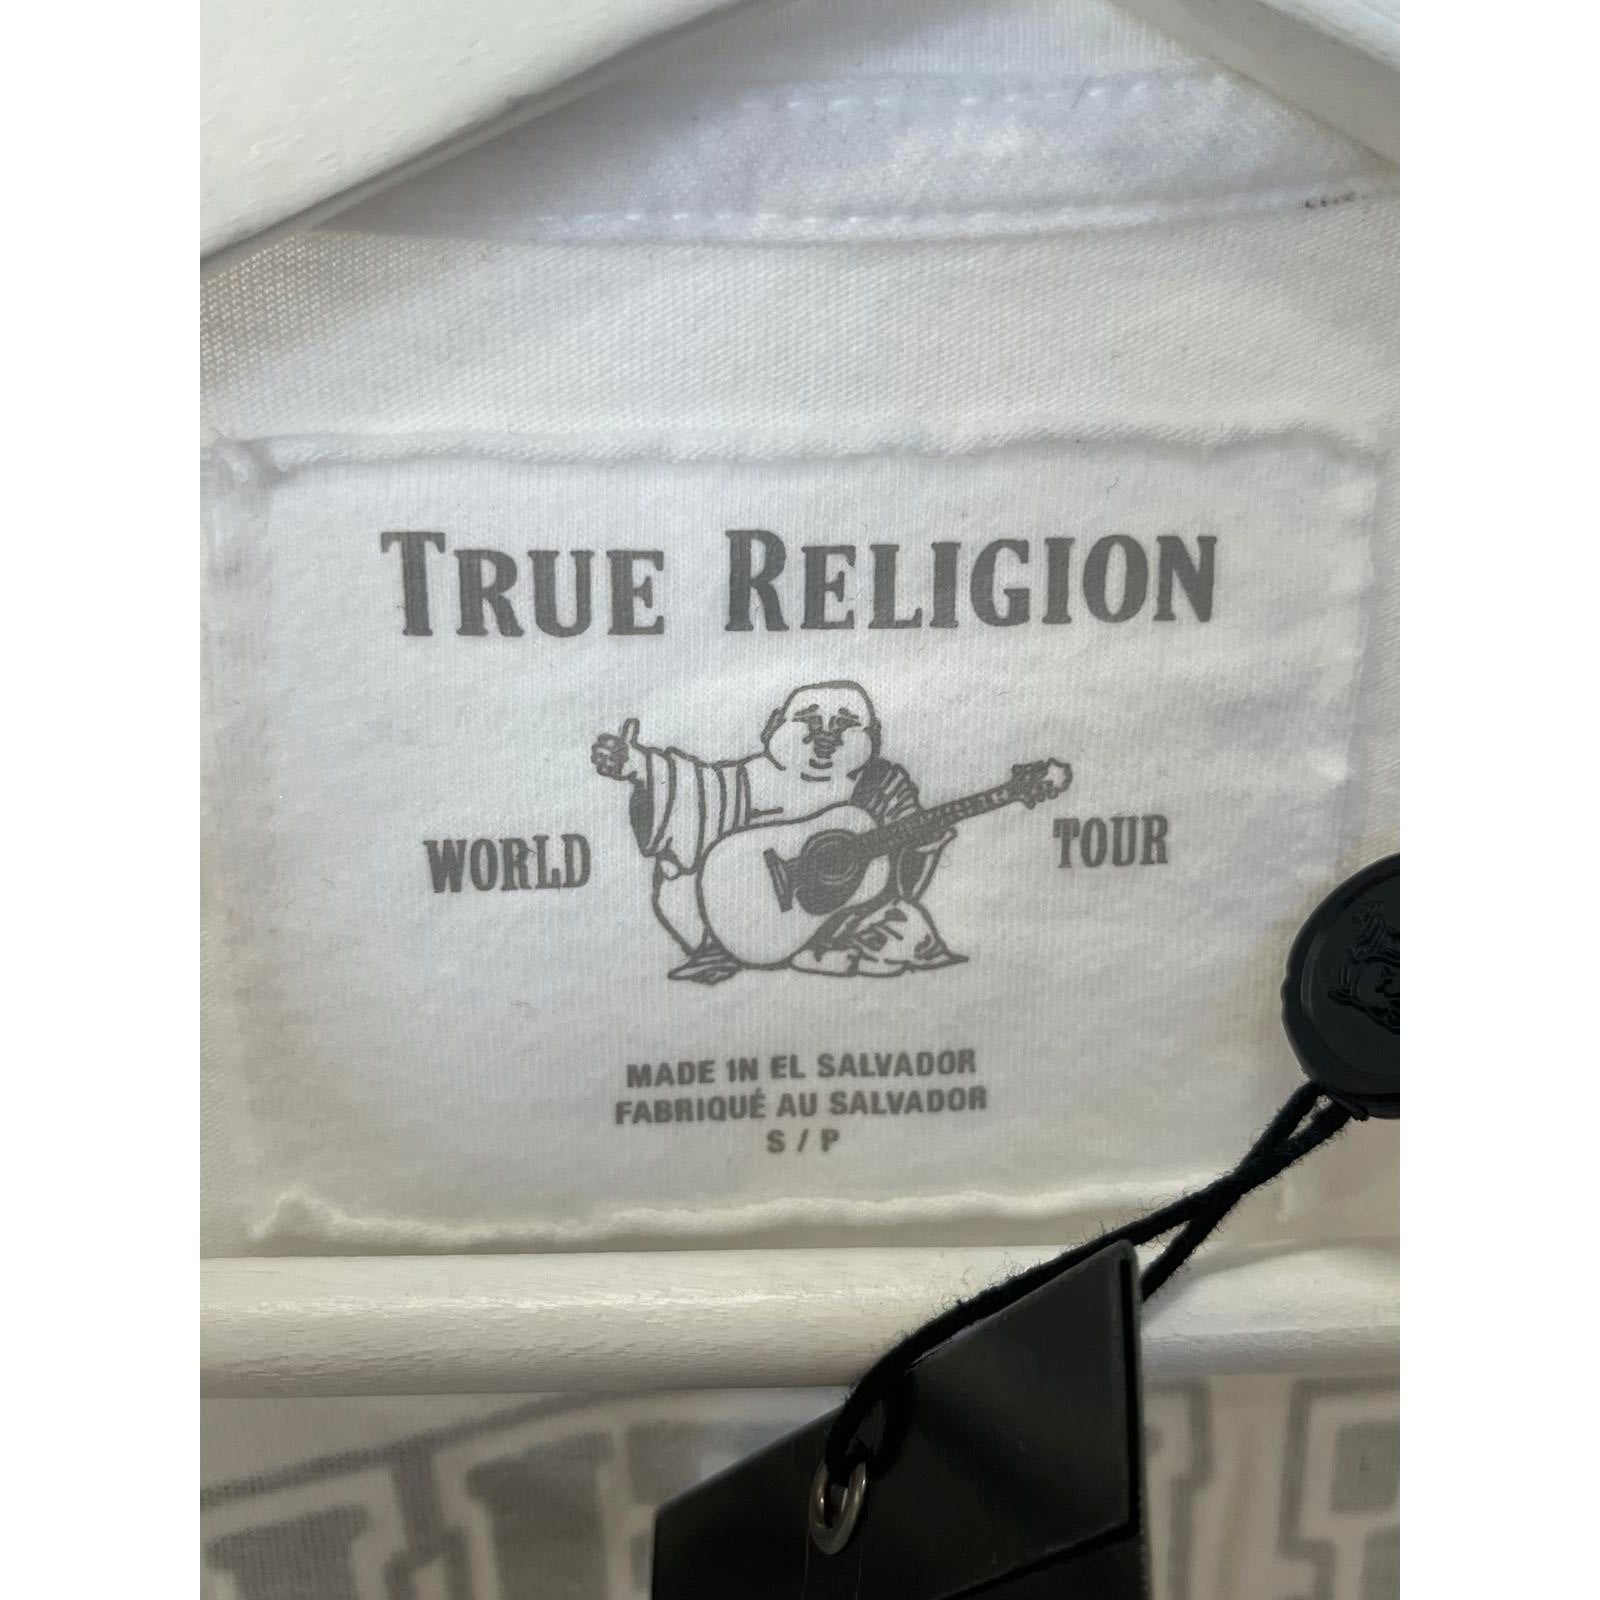 TRUE RELIGION
WORLD TOUR
MADE IN EL SALVADOR
FABRIQUÉ AU SALVADOR
S / P